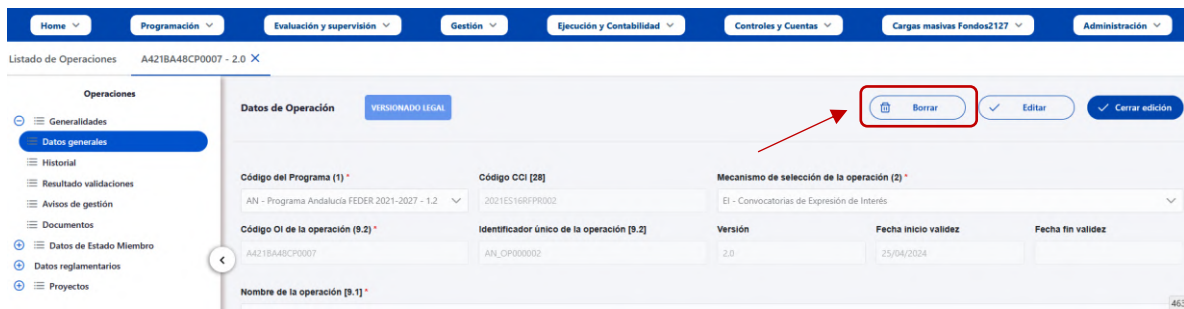 Home Programación Evaluación y supervisión Gestión Ejecución y Contabilidad Controles y Cuentas Cargas masivas Fondos2127 Administración
Listado de Operaciones A421BA48CP0007 - 2.0 X
Operaciones
Generalidades
Datos generales
Historial
Resultado validaciones
Avisos de gestión
Documentos
Datos de Estado Miembro
Datos reglamentarios
Proyectos
Datos de Operación VERSIONADO LEGAL Borrar Editar Cerrar edición
Código del Programa (1) * Código CCI [28] Mecanismo de selección de la operación (2) *
AN - Programa Andalucía FEDER 2021-2027 - 1.2 2021ES16RFPR002 EI - Convocatorias de Expresión de Interés
Código OI de la operación (9.2) * Identificador único de la operación [9.2] Versión Fecha inicio validez Fecha fin validez
A421BA48CP0007 AN_OP000002 2.0 25/04/2024
Nombre de la operación [9.1] *
463